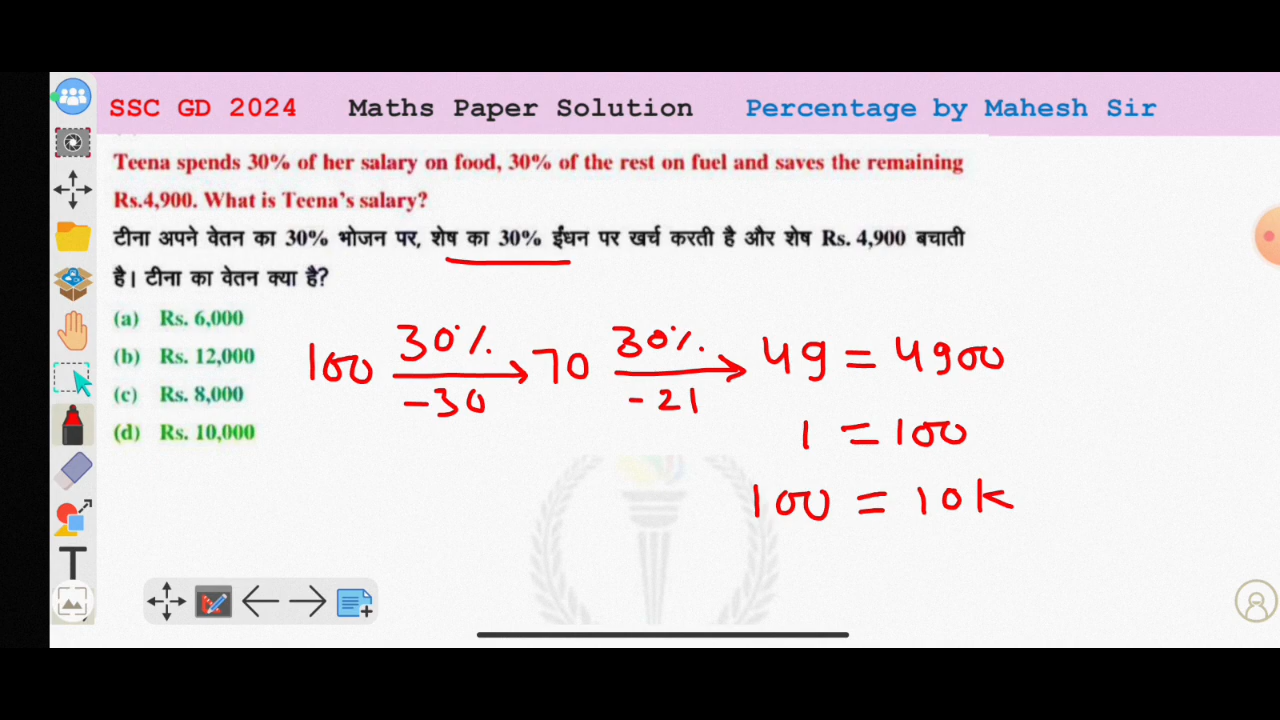 SSC GD 2024 Maths Paper Solution Percentage by Mahesh Sir
Teena spends 30% of her salary on food, 30% of the rest on fuel and saves the remaining
Rs.4,900. What is Teena's salary?
टीना अपने वेतन का 30% भोजन पर, शेष का 30% ईंधन पर खर्च करती है और शेष Rs. 4,900 बचाती
है। टीना का वेतन क्या है?
(a) Rs. 6,000
(b) Rs. 12,000
(c) Rs. 8,000
(d) Rs. 10,000
100 30% -30 → 70 30% -21 → 49 = 4900
1 = 100
100 = 10K
T